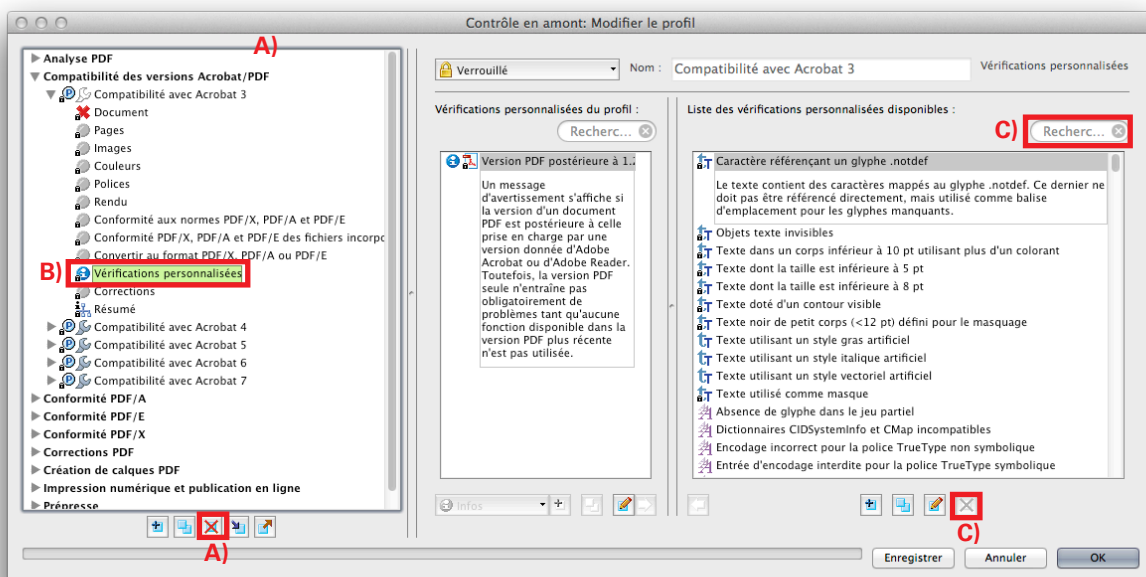 Contrôle en amont: Modifier le profil
A)
Analyse PDF
Compatibilité des versions Acrobat/PDF
Compatibilité avec Acrobat 3
Document
Pages
Images
Couleurs
Polices
Rendu
Conformité aux normes PDF/X, PDF/A et PDF/E
Conformité PDF/X, PDF/A et PDF/E des fichiers incorpo
Convertir au format PDF/X, PDF/A ou PDF/E
B)
Vérifications personnalisées
Corrections
Résumé
Compatibilité avec Acrobat 4
Compatibilité avec Acrobat 5
Compatibilité avec Acrobat 6
Compatibilité avec Acrobat 7
Conformité PDF/A
Conformité PDF/E
Conformité PDF/X
Corrections PDF
Création de calques PDF
Impression numérique et publication en ligne
Prépresse
A)
Verrouillé
Nom :
Compatibilité avec Acrobat 3
Vérifications personnalisées
Vérifications personnalisées du profil :
Recherc...
Version PDF postérieure à 1.2
Un message
d'avertissement s'affiche si
la version d'un document
PDF est postérieure à celle
prise en charge par une
version donnée d'Adobe
Acrobat ou d'Adobe Reader.
Toutefois, la version PDF
seule n'entraîne pas
obligatoirement de
problèmes tant qu'aucune
fonction disponible dans la
version PDF plus récente
n'est pas utilisée.
Infos
Liste des vérifications personnalisées disponibles :
C)
Recherc...
Caractère référençant un glyphe .notdef
Le texte contient des caractères mappés au glyphe .notdef. Ce dernier ne
doit pas être référencé directement, mais utilisé comme balise
d'emplacement pour les glyphes manquants.
Objets texte invisibles
Texte dans un corps inférieur à 10 pt utilisant plus d'un colorant
Texte dont la taille est inférieure à 5 pt
Texte dont la taille est inférieure à 8 pt
Texte doté d'un contour visible
Texte noir de petit corps (<12 pt) défini pour le masquage
Texte utilisant un style gras artificiel
Texte utilisant un style italique artificiel
Texte utilisant un style vectoriel artificiel
Texte utilisé comme masque
Absence de glyphe dans le jeu partiel
Dictionnaires CIDSystemInfo et CMap incompatibles
Encodage incorrect pour la police TrueType non symbolique
Entrée d'encodage interdite pour la police TrueType symbolique
C)
Enregistrer
Annuler
OK